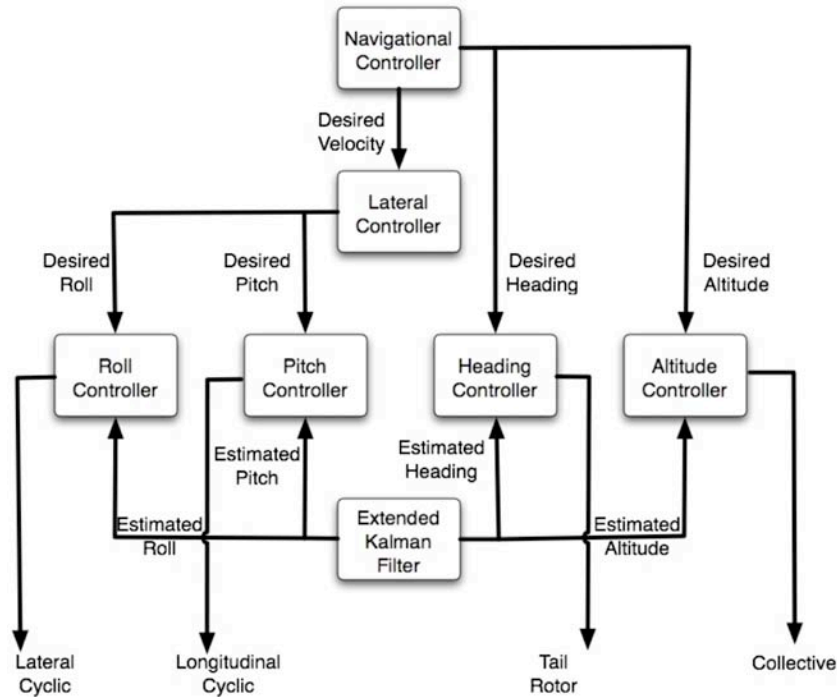 Navigational
Controller
Desired
Velocity
Lateral
Controller
Desired
Roll
Desired
Pitch
Desired
Heading
Desired
Altitude
Roll
Controller
Pitch
Controller
Heading
Controller
Altitude
Controller
Estimated
Pitch
Estimated
Heading
Estimated
Roll
Extended
Kalman
Filter
Estimated
Altitude
Lateral
Cyclic
Longitudinal
Cyclic
Tail
Rotor
Collective